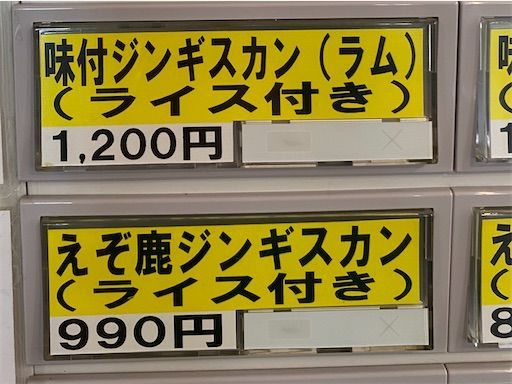 味付ジンギスカン（ラム）
（ライス付き）
1,200円
えぞ鹿ジンギスカン
（ライス付き）
990円